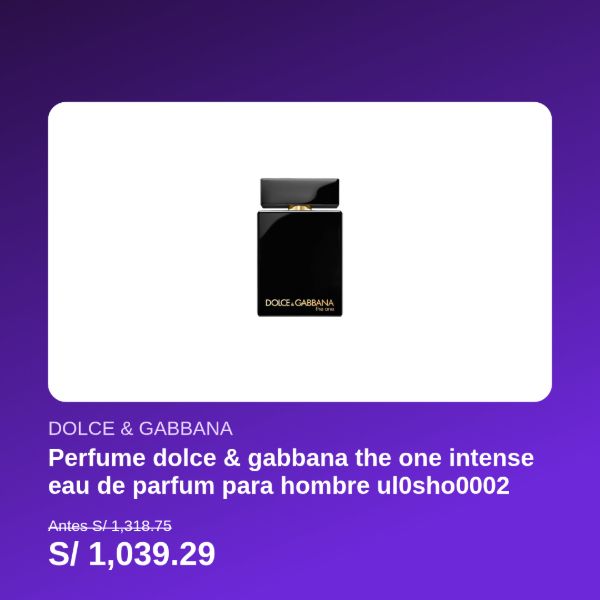 DOLCE & GABBANA
the one
DOLCE & GABBANA
Perfume dolce & gabbana the one intense
eau de parfum para hombre ul0sho0002
Antes S/ 1,318.75
S/ 1,039.29